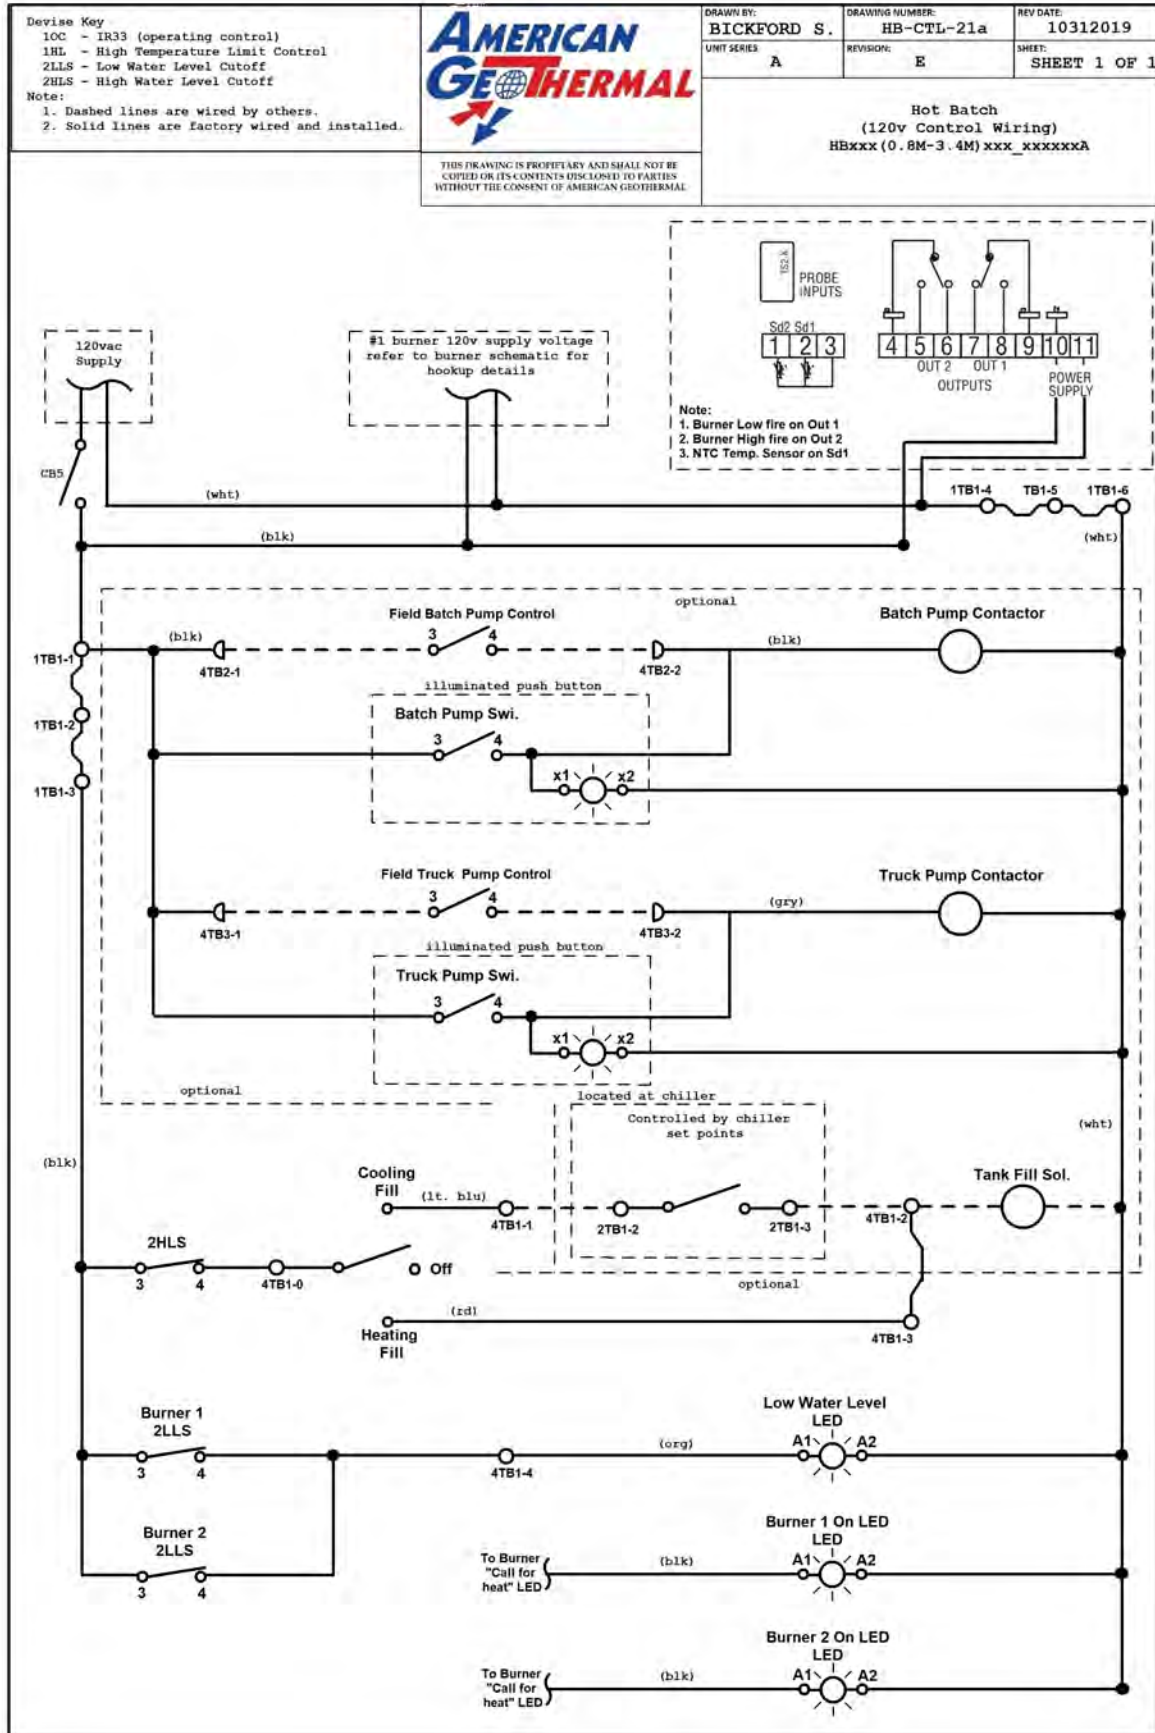 Devise Key
1OC - IR33 (operating control)
1HL - High Temperature Limit Control
2LLS - Low Water Level Cutoff
2HLS - High Water Level Cutoff
Note:
1. Dashed lines are wired by others.
2. Solid lines are factory wired and installed.
AMERICAN
GEOTHERMAL
THIS DRAWING IS PROPIETARY AND SHALL NOT BE
COPIED OR ITS CONTENTS DISCLOSED TO PARTIES
WITHOUT THE CONSENT OF AMERICAN GEOTHERMAL
DRAWN BY:
BICKFORD S.
DRAWING NUMBER:
HB-CTL-21a
REV DATE:
10312019
UNIT SERIES
A
REVISION:
E
SHEET:
SHEET 1 OF 1
Hot Batch
(120v Control Wiring)
HBxxx(0.8M-3.4M)xxx_xxxxxxA
120vac
Supply
#1 burner 120v supply voltage
refer to burner schematic for
hookup details
PROBE
INPUTS
Sd2 Sd1
1 2 3
4 5 6 7 8 9 10 11
OUT 2 OUT 1
OUTPUTS
POWER
SUPPLY
Note:
1. Burner Low fire on Out 1
2. Burner High fire on Out 2
3. NTC Temp. Sensor on Sd1
CB5
(wht)
1TB1-4 TB1-5 1TB1-6
(blk)
(wht)
optional
Field Batch Pump Control
Batch Pump Contactor
(blk)
3 4
(blk)
1TB1-1
4TB2-1
4TB2-2
illuminated push button
Batch Pump Swi.
1TB1-2
3 4
x1 x2
1TB1-3
Field Truck Pump Control
Truck Pump Contactor
3 4
(gry)
4TB3-1
4TB3-2
illuminated push button
Truck Pump Swi.
3 4
x1 x2
optional
located at chiller
Controlled by chiller
set points
(wht)
(blk)
Cooling
Fill
(lt. blu)
Tank Fill Sol.
4TB1-1
2TB1-2
2TB1-3
4TB1-2
2HLS
3 4
4TB1-0
Off
optional
(rd)
Heating
Fill
4TB1-3
Burner 1
2LLS
3 4
Low Water Level
LED
(org)
A1 A2
4TB1-4
Burner 2
2LLS
3 4
Burner 1 On LED
LED
To Burner
"Call for
heat" LED
(blk)
A1 A2
Burner 2 On LED
LED
To Burner
"Call for
heat" LED
(blk)
A1 A2